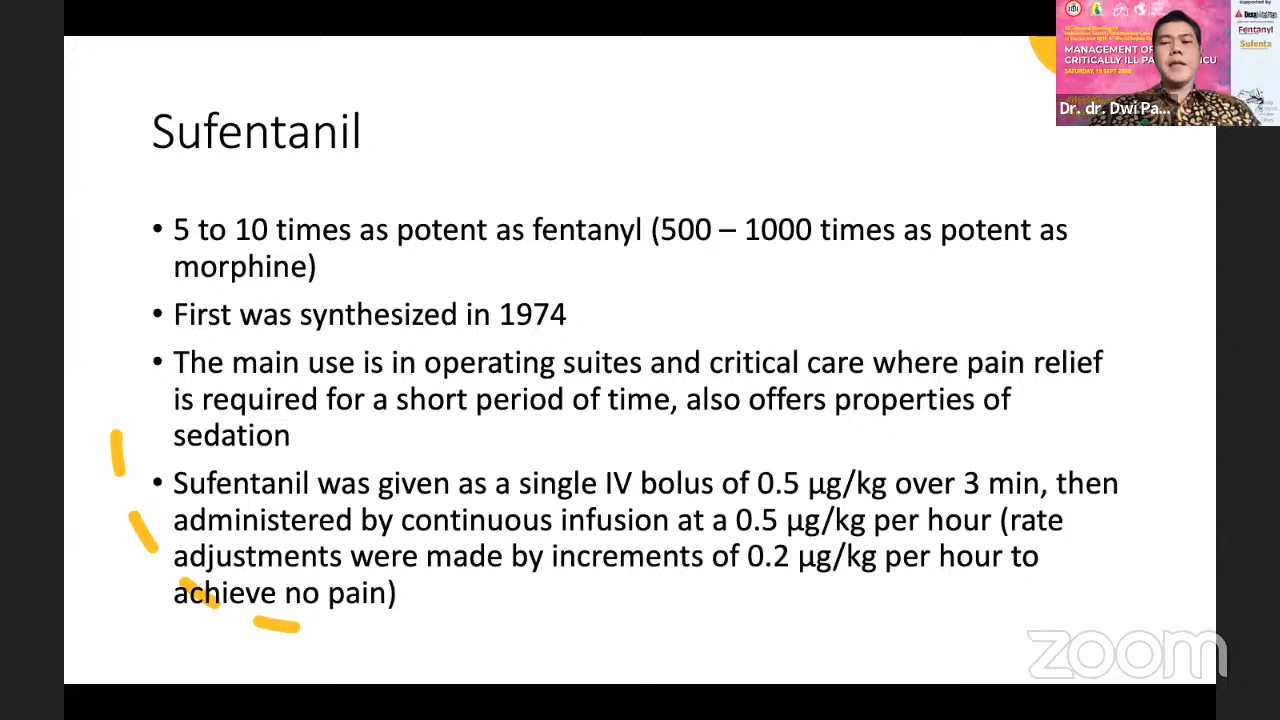 Sufentanil
• 5 to 10 times as potent as fentanyl (500 – 1000 times as potent as
morphine)
• First was synthesized in 1974
• The main use is in operating suites and critical care where pain relief
is required for a short period of time, also offers properties of
sedation
• Sufentanil was given as a single IV bolus of 0.5 µg/kg over 3 min, then
administered by continuous infusion at a 0.5 µg/kg per hour (rate
adjustments were made by increments of 0.2 µg/kg per hour to
achieve no pain)
MANAGEMENT OF
CRITICALLY ILL PA CU
SATURDAY, 19 SEPT
supported by
Fentanyl
Sufenta
Dr. dr. Dwi Pa...
zoom